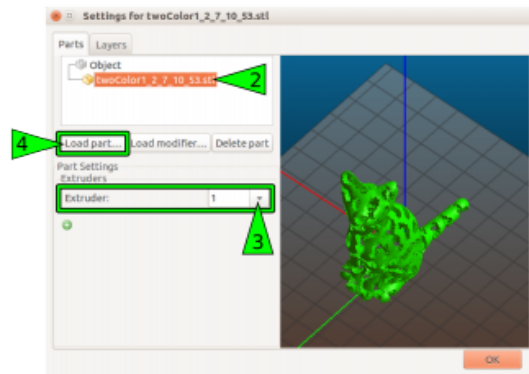 Settings for twoColor1_2_7_10_53.stl
Parts Layers
Object
twoColor1_2_7_10_53.stl
2
4
Load part... Load modifier... Delete part
Part Settings
Extruders
Extruder: 1
3
OK